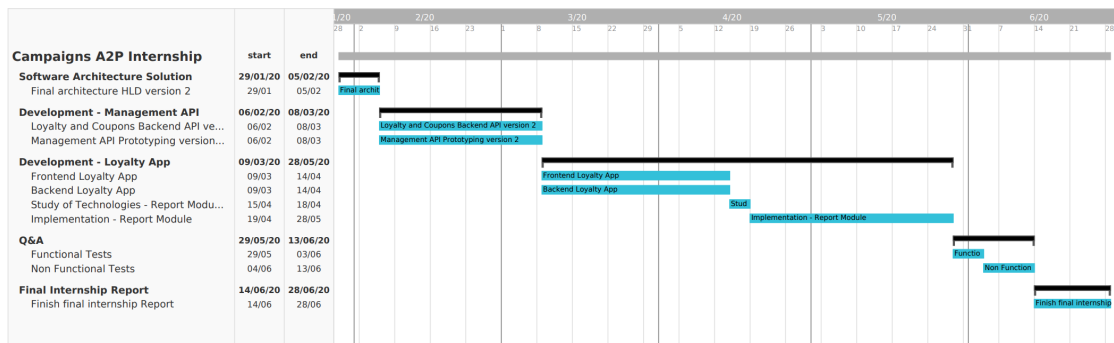 1/20 2/20 3/20 4/20 5/20 6/20
28 2 9 16 23 1 8 15 22 29 5 12 19 26 3 10 17 24 31 7 14 21 28
Campaigns A2P Internship start end
Software Architecture Solution 29/01/20 05/02/20
Final architecture HLD version 2 29/01 05/02 Final archit
Development - Management API 06/02/20 08/03/20
Loyalty and Coupons Backend API ve... 06/02 08/03 Loyalty and Coupons Backend API version 2
Management API Prototyping version... 06/02 08/03 Management API Prototyping version 2
Development - Loyalty App 09/03/20 28/05/20
Frontend Loyalty App 09/03 14/04 Frontend Loyalty App
Backend Loyalty App 09/03 14/04 Backend Loyalty App
Study of Technologies - Report Modu... 15/04 18/04 Stud
Implementation - Report Module 19/04 28/05 Implementation - Report Module
Q&A 29/05/20 13/06/20
Functional Tests 29/05 03/06 Functio
Non Functional Tests 04/06 13/06 Non Function
Final Internship Report 14/06/20 28/06/20
Finish final internship Report 14/06 28/06 Finish final internship